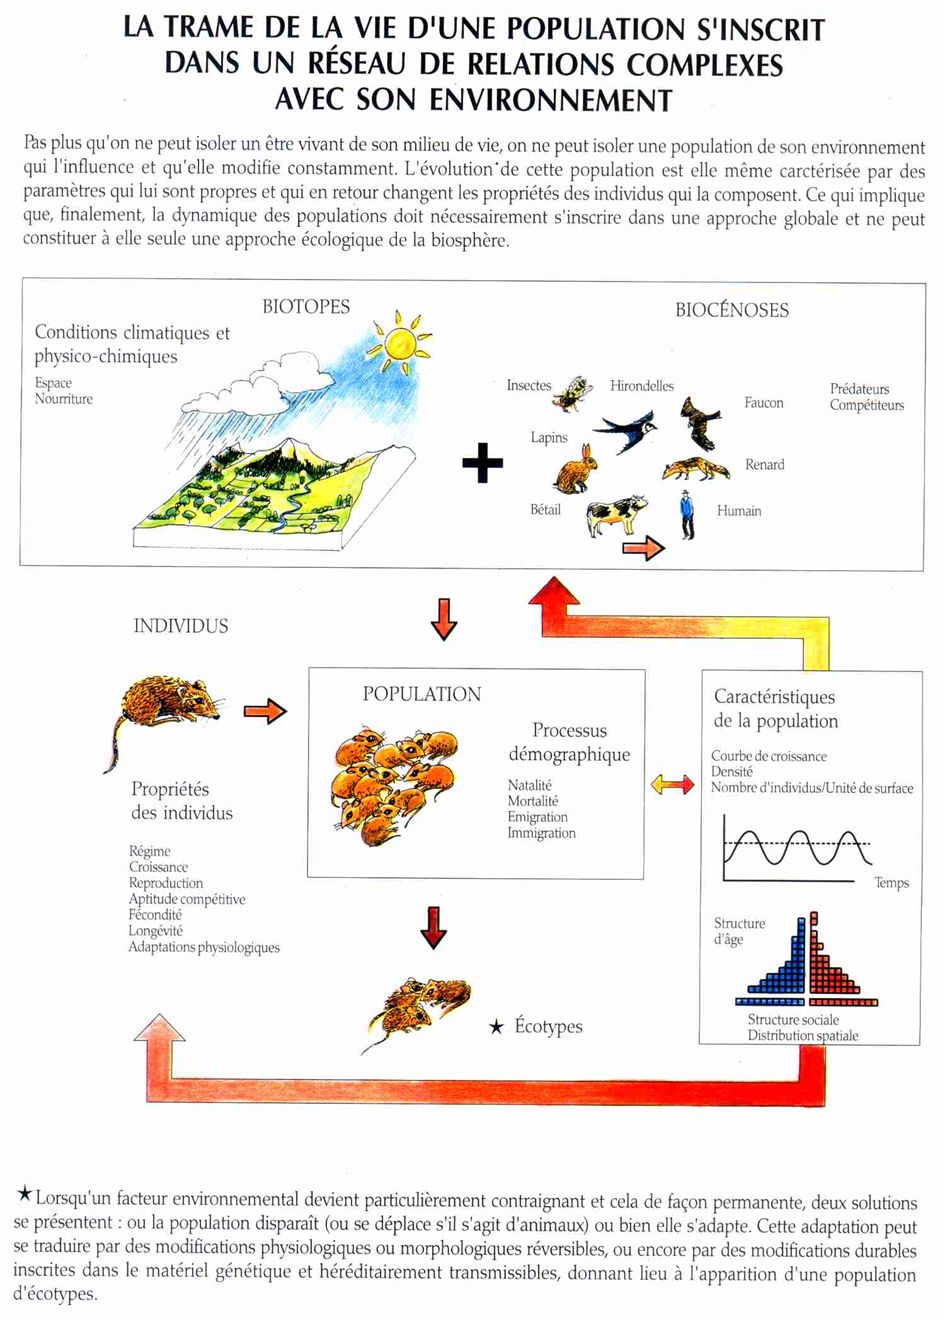 LA TRAME DE LA VIE D'UNE POPULATION S'INSCRIT
DANS UN RÉSEAU DE RELATIONS COMPLEXES
AVEC SON ENVIRONNEMENT
Pas plus qu'on ne peut isoler un être vivant de son milieu de vie, on ne peut isoler une population de son environnement
qui l'influence et qu'elle modifie constamment. L'évolution de cette population est elle même carctérisée par des
paramètres qui lui sont propres et qui en retour changent les propriétés des individus qui la composent. Ce qui implique
que, finalement, la dynamique des populations doit nécessairement s'inscrire dans une approche globale et ne peut
constituer à elle seule une approche écologique de la biosphère.
BIOTOPES
Conditions climatiques et
physico-chimiques
Espace
Nourriture
BIOCÉNOSES
Insectes
Hirondelles
Faucon
Prédateurs
Compétiteurs
Lapins
Renard
Bétail
Humain
INDIVIDUS
Propriétés
des individus
Régime
Croissance
Reproduction
Aptitude compétitive
Fécondité
Longévité
Adaptations physiologiques
POPULATION
Processus
démographique
Natalité
Mortalité
Emigration
Immigration
Caractéristiques
de la population
Courbe de croissance
Densité
Nombre d'individus/Unité de surface
Temps
Structure
d'âge
Structure sociale
Distribution spatiale
★ Écotypes
★ Lorsqu'un facteur environnemental devient particulièrement contraignant et cela de façon permanente, deux solutions
se présentent : ou la population disparaît (ou se déplace s'il s'agit d'animaux) ou bien elle s'adapte. Cette adaptation peut
se traduire par des modifications physiologiques ou morphologiques réversibles, ou encore par des modifications durables
inscrites dans le matériel génétique et héréditairement transmissibles, donnant lieu à l'apparition d'une population
d'écotypes.